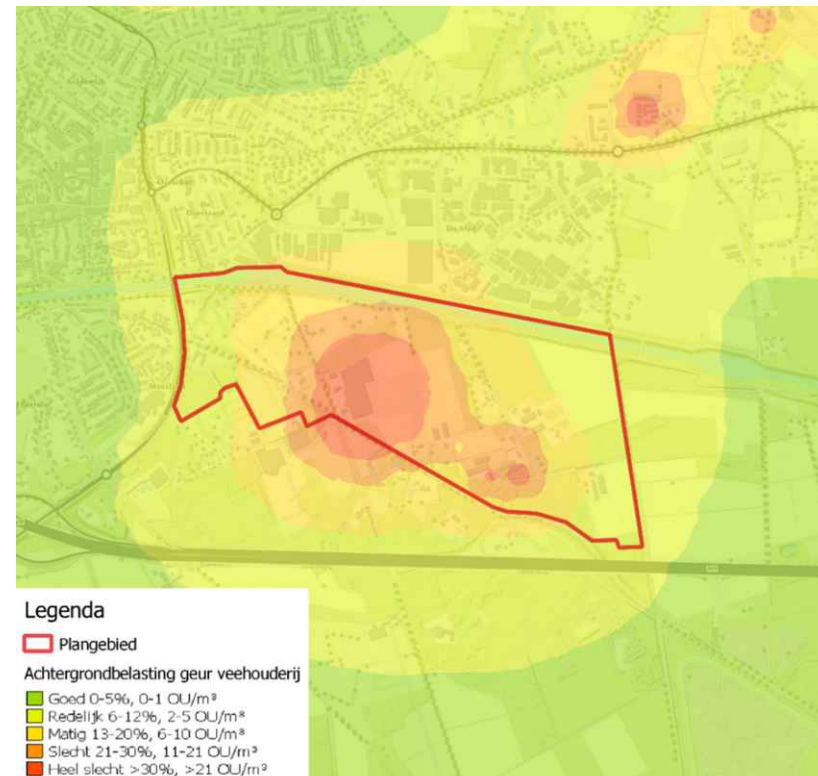 Legenda
Plangebied
Achtergrondbelasting geur veehouderij
Goed 0-5%, 0-1 OU/m³
Redelijk 6-12%, 2-5 OU/m³
Matig 13-20%, 6-10 OU/m³
Slecht 21-30%, 11-21 OU/m³
Heel slecht >30%, >21 OU/m³